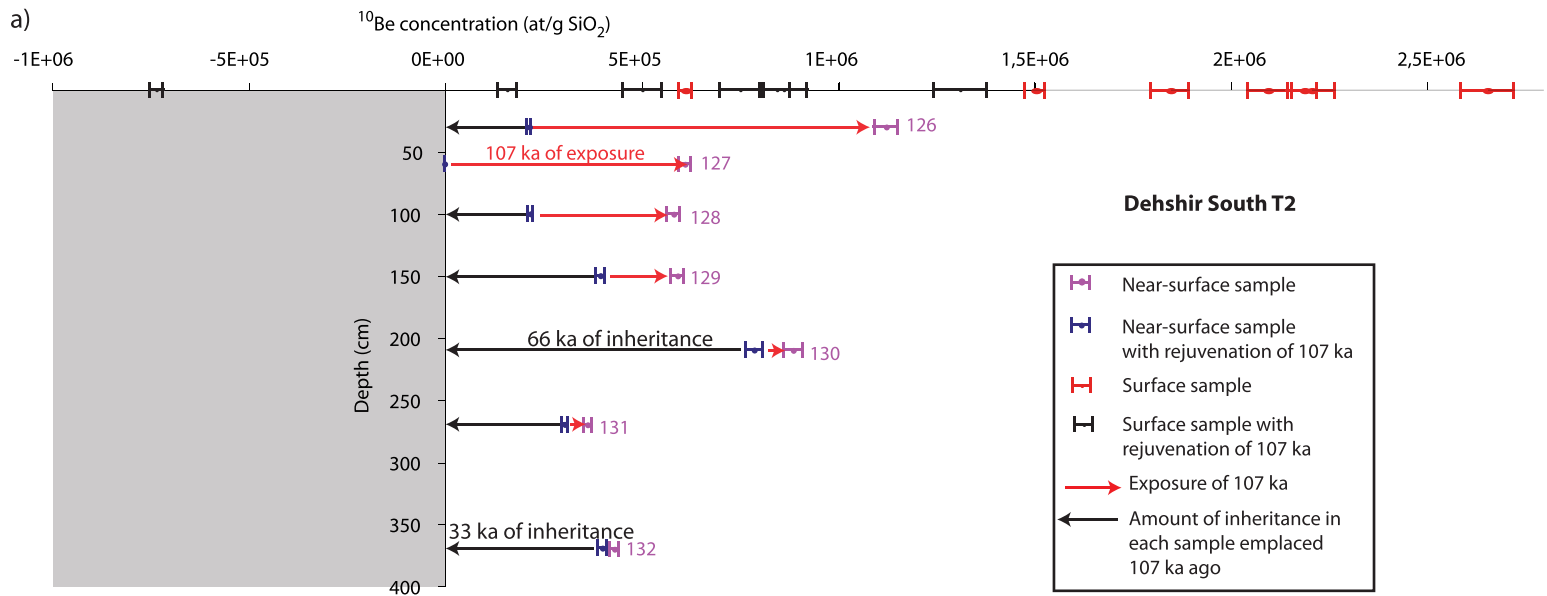 a)
10Be concentration (at/g SiO2)
-1E+06 -5E+05 0E+00 5E+05 1E+06 1,5E+06 2E+06 2,5E+06
126
50
107 ka of exposure
127
100
128
Dehshir South T2
150
129
200
66 ka of inheritance
130
250
131
300
350
33 ka of inheritance
132
400
Depth (cm)
Near-surface sample
Near-surface sample
with rejuvenation of 107 ka
Surface sample
Surface sample with
rejuvenation of 107 ka
Exposure of 107 ka
Amount of inheritance in
each sample emplaced
107 ka ago